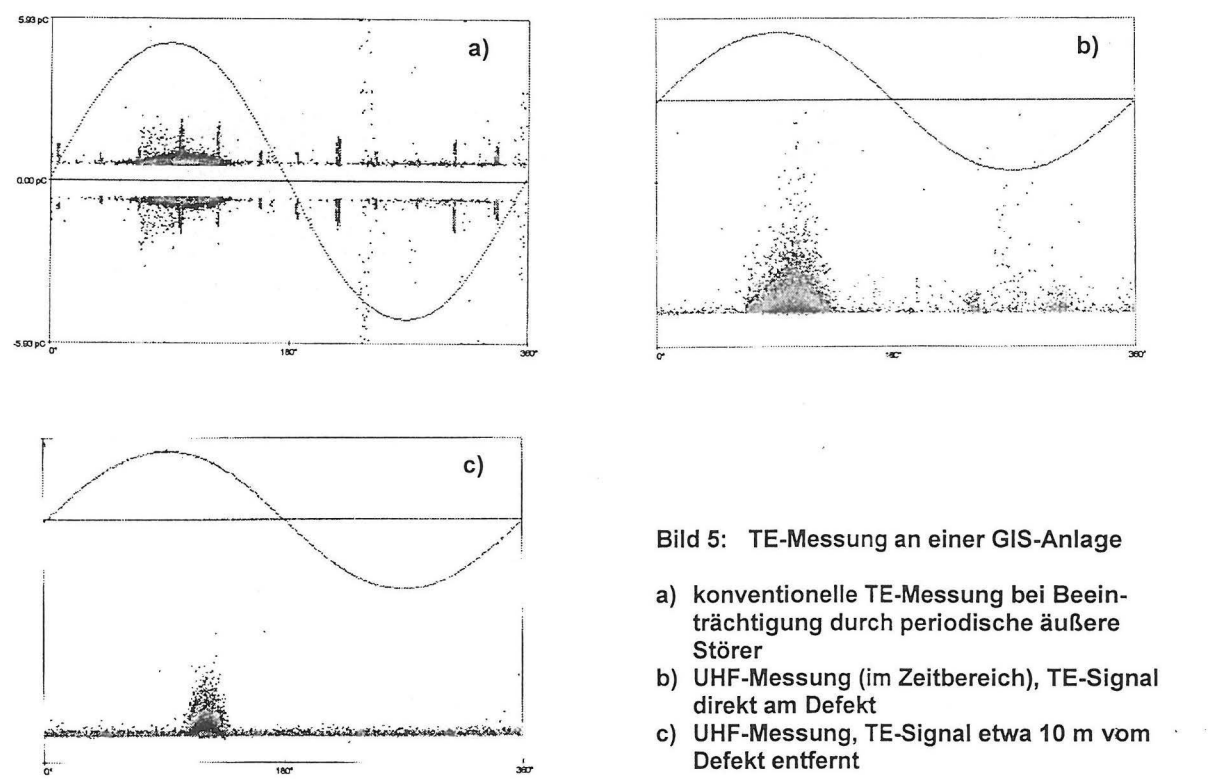 5.93 pC
a)
0.00 pC
-5.93 pC
0°
180°
360°
b)
0°
180°
360°
c)
0°
180°
360°
Bild 5: TE-Messung an einer GIS-Anlage
a) konventionelle TE-Messung bei Beein-
trächtigung durch periodische äußere
Störer
b) UHF-Messung (im Zeitbereich), TE-Signal
direkt am Defekt
c) UHF-Messung, TE-Signal etwa 10 m vom
Defekt entfernt